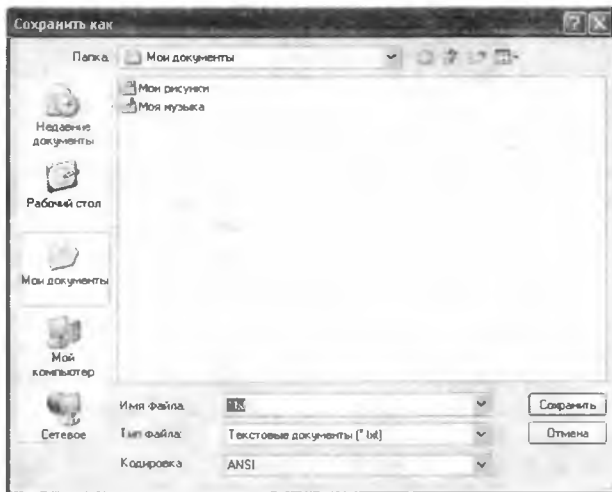 Сохранить как
Папка: Мои документы
Мои рисунки
Моя музыка
Недавние документы
Рабочий стол
Мои документы
Мой компьютер
Сетевое
Имя файла:
Сохранить
Тип файла: Текстовые документы (*.txt)
Отмена
Кодировка ANSI